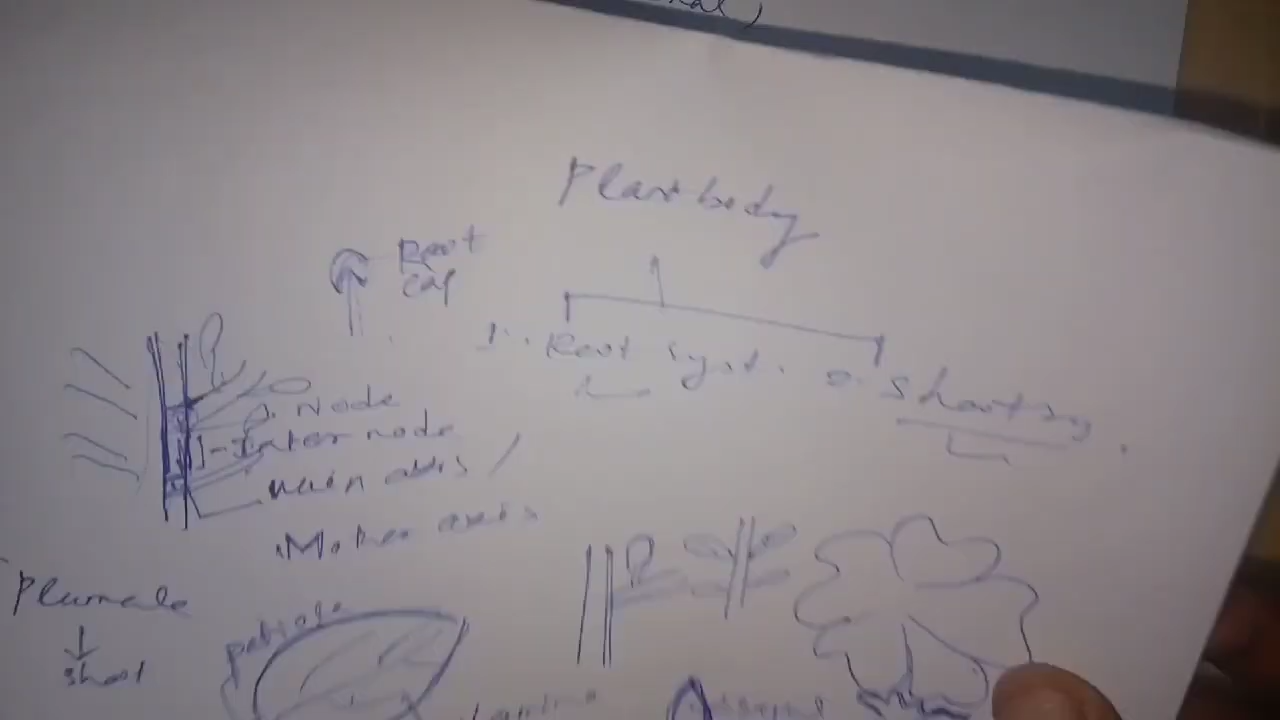 Plant body
Root
cap
1. Root syst.
2. Shoot sy.
Node
Inter node
main axis /
Mother axis
Plumule
↓
shoot
petiole